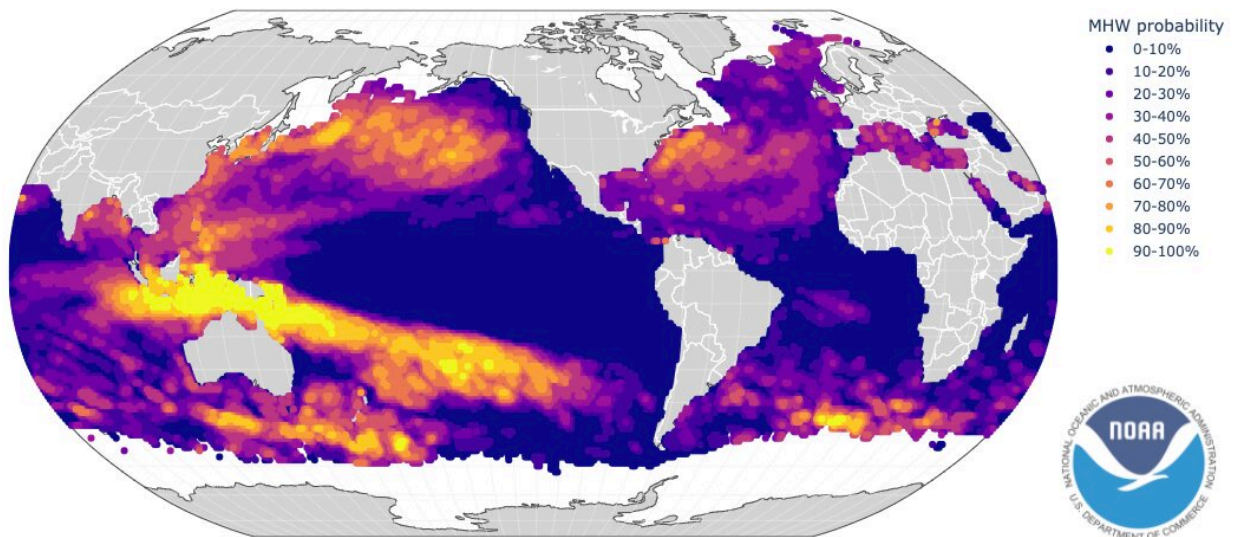 MHW probability
0-10%
10-20%
20-30%
30-40%
40-50%
50-60%
60-70%
70-80%
80-90%
90-100%
NOAA
NATIONAL OCEANIC AND ATMOSPHERIC ADMINISTRATION
U.S. DEPARTMENT OF COMMERCE